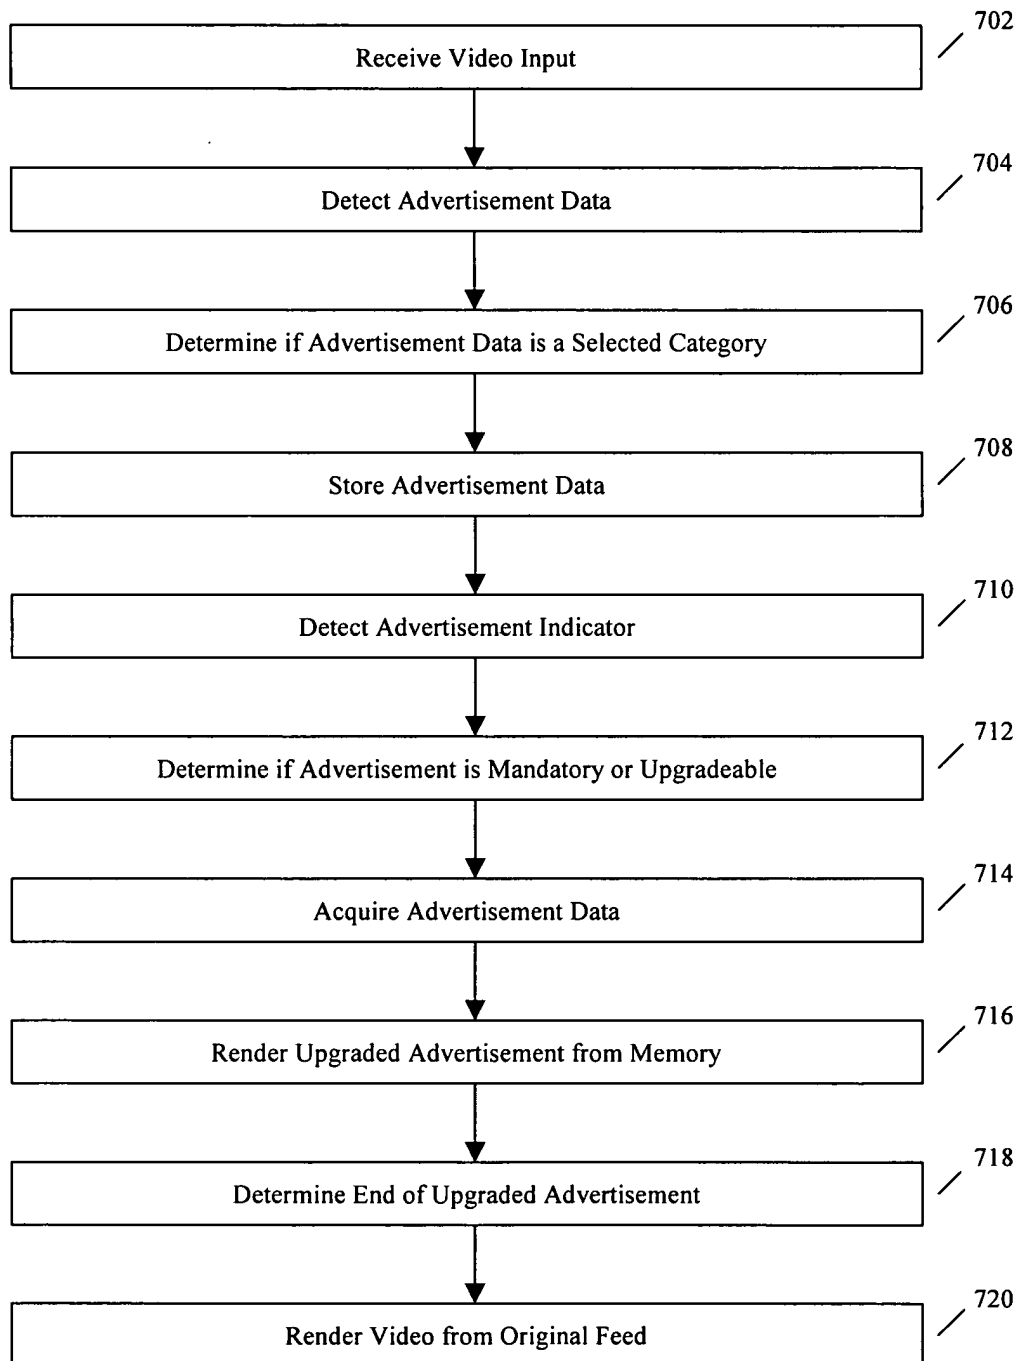 702
Receive Video Input
704
Detect Advertisement Data
706
Determine if Advertisement Data is a Selected Category
708
Store Advertisement Data
710
Detect Advertisement Indicator
712
Determine if Advertisement is Mandatory or Upgradeable
714
Acquire Advertisement Data
716
Render Upgraded Advertisement from Memory
718
Determine End of Upgraded Advertisement
720
Render Video from Original Feed